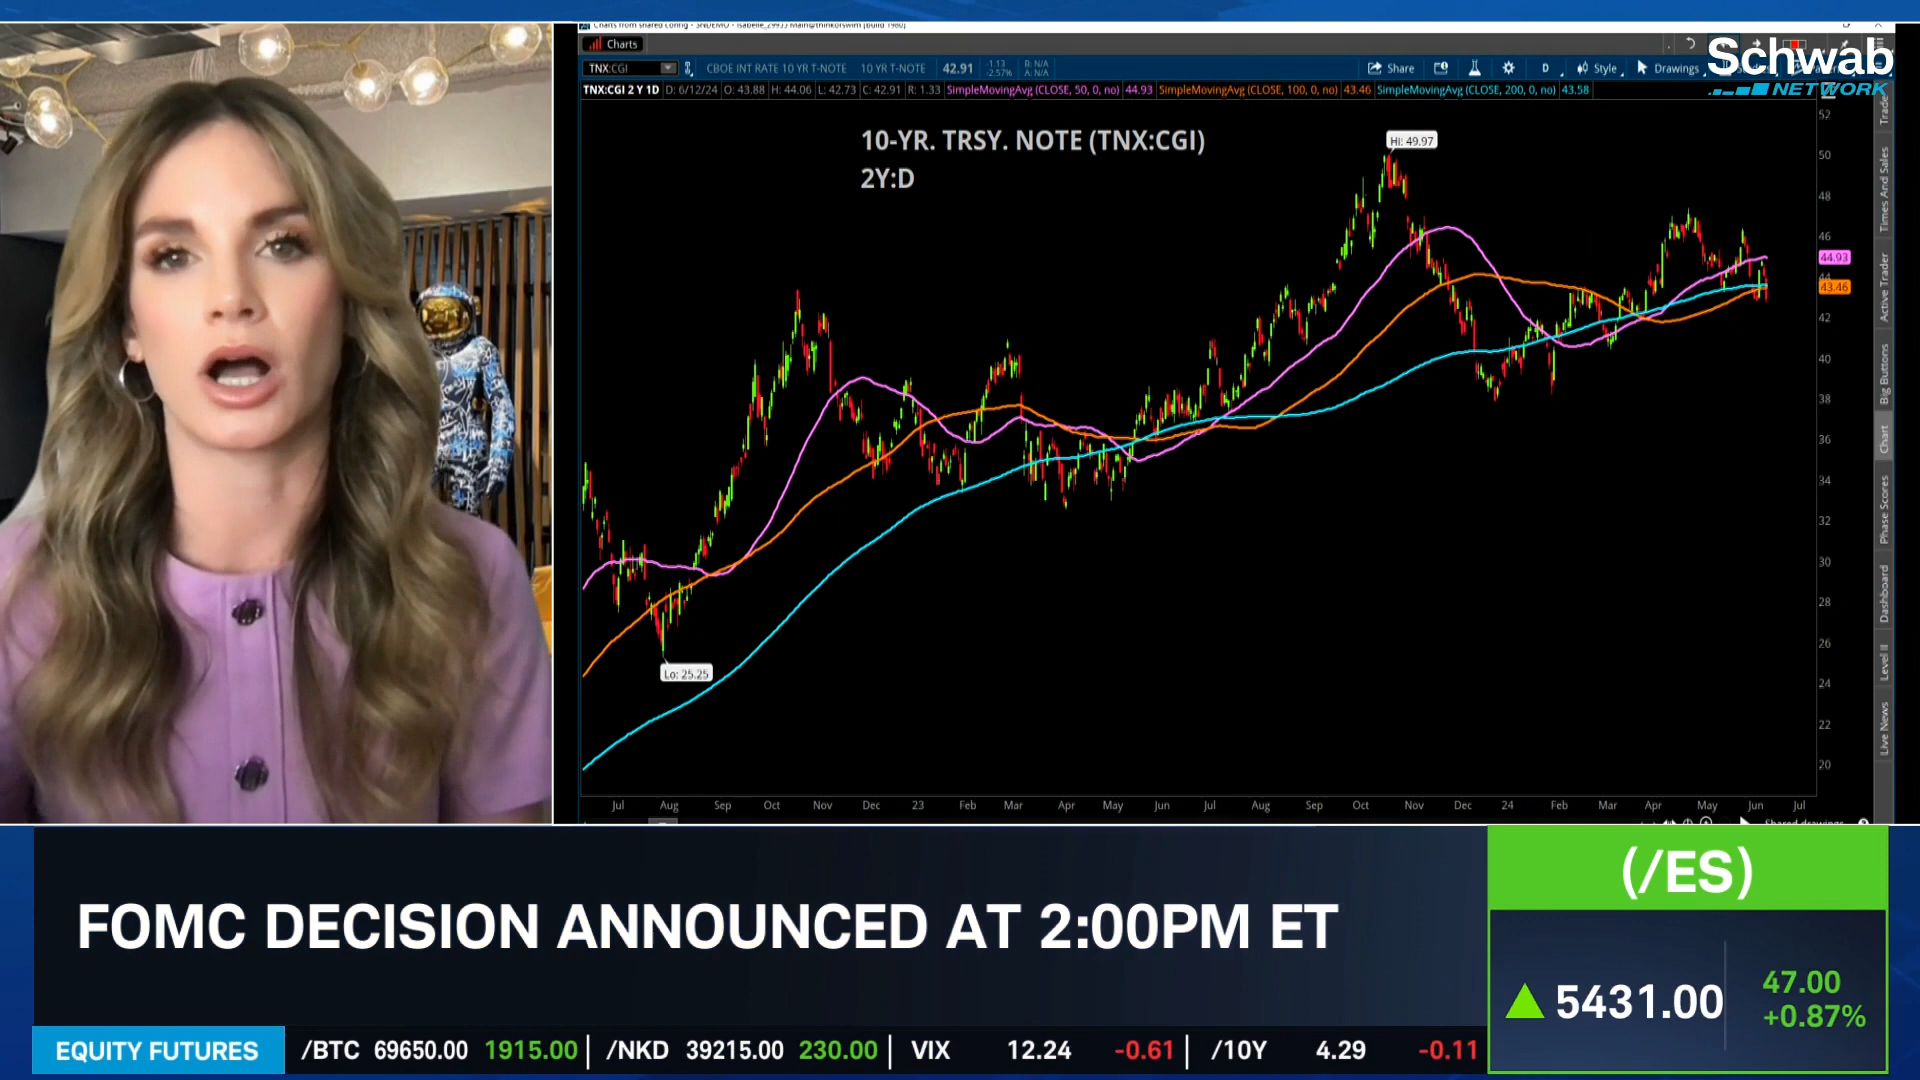 Charts
Schwab
NETWORK
TNX:CGI
CBOE INT RATE 10 YR T-NOTE
10 YR T-NOTE
42.91
-1.13
-2.57%
B: N/A
A: N/A
Share
D
Style
Drawings
TNX:CGI 2 Y 1D D: 6/12/24 O: 43.88 H: 44.06 L: 42.73 C: 42.91 R: 1.33 SimpleMovingAvg (CLOSE, 50, 0, no) 44.93 SimpleMovingAvg (CLOSE, 100, 0, no) 43.46 SimpleMovingAvg (CLOSE, 200, 0, no) 43.58
10-YR. TRSY. NOTE (TNX:CGI)
2Y:D
Hi: 49.97
Lo: 25.25
52
50
48
46
44.93
44
43.46
42
40
38
36
34
32
30
28
26
24
22
20
Jul Aug Sep Oct Nov Dec 23 Feb Mar Apr May Jun Jul Aug Sep Oct Nov Dec 24 Feb Mar Apr May Jun Jul
Trade
Times And Sales
Active Trader
Big Buttons
Chart
Phase Scores
Dashboard
Level II
Live News
FOMC DECISION ANNOUNCED AT 2:00PM ET
(/ES)
5431.00
47.00
+0.87%
EQUITY FUTURES
/BTC 69650.00 1915.00 /NKD 39215.00 230.00 VIX 12.24 -0.61 /10Y 4.29 -0.11